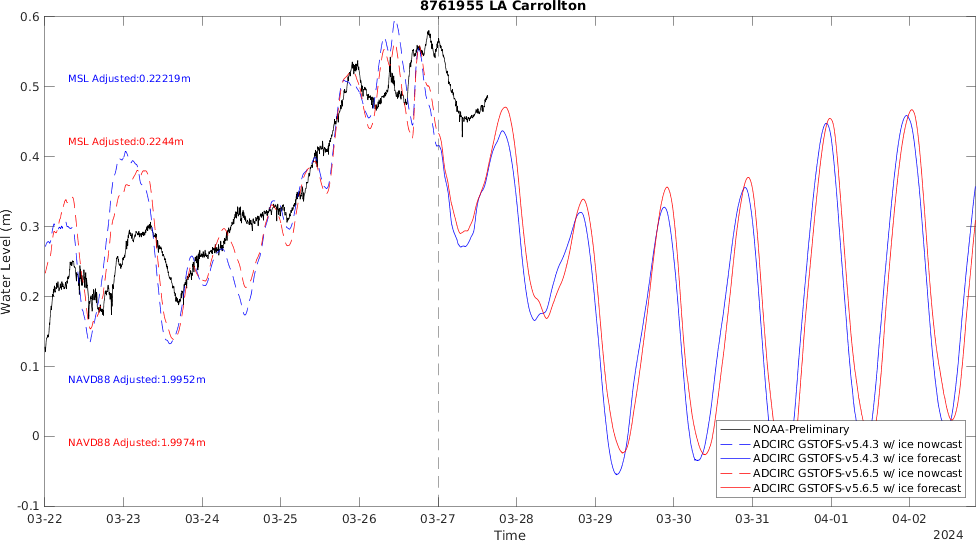 8761955 LA Carrollton
0.6
0.5
0.4
0.3
0.2
0.1
0
-0.1
Water Level (m)
MSL Adjusted:0.22219m
MSL Adjusted:0.2244m
NAVD88 Adjusted:1.9952m
NAVD88 Adjusted:1.9974m
NOAA-Preliminary
ADCIRC GSTOFS-v5.4.3 w/ ice nowcast
ADCIRC GSTOFS-v5.4.3 w/ ice forecast
ADCIRC GSTOFS-v5.6.5 w/ ice nowcast
ADCIRC GSTOFS-v5.6.5 w/ ice forecast
03-22 03-23 03-24 03-25 03-26 03-27 03-28 03-29 03-30 03-31 04-01 04-02
Time
2024